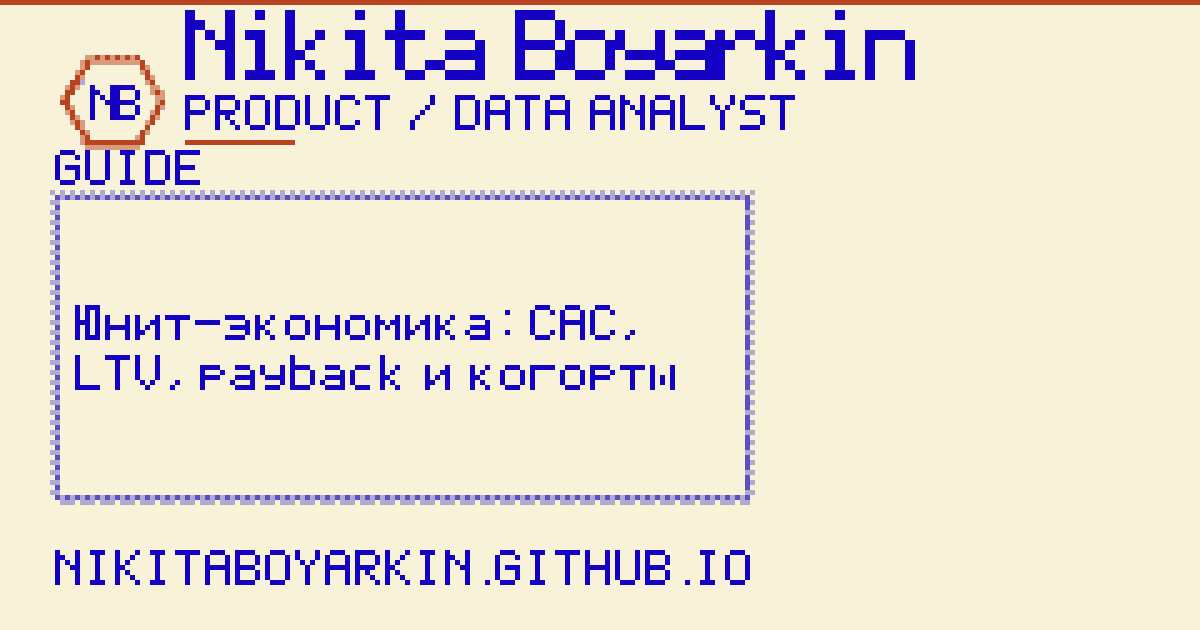 Nikita Boyarkin
NB
PRODUCT / DATA ANALYST
GUIDE
Юнит-экономика: CAC,
LTV, payback и когорты
NIKITABOYARKIN.GITHUB.IO